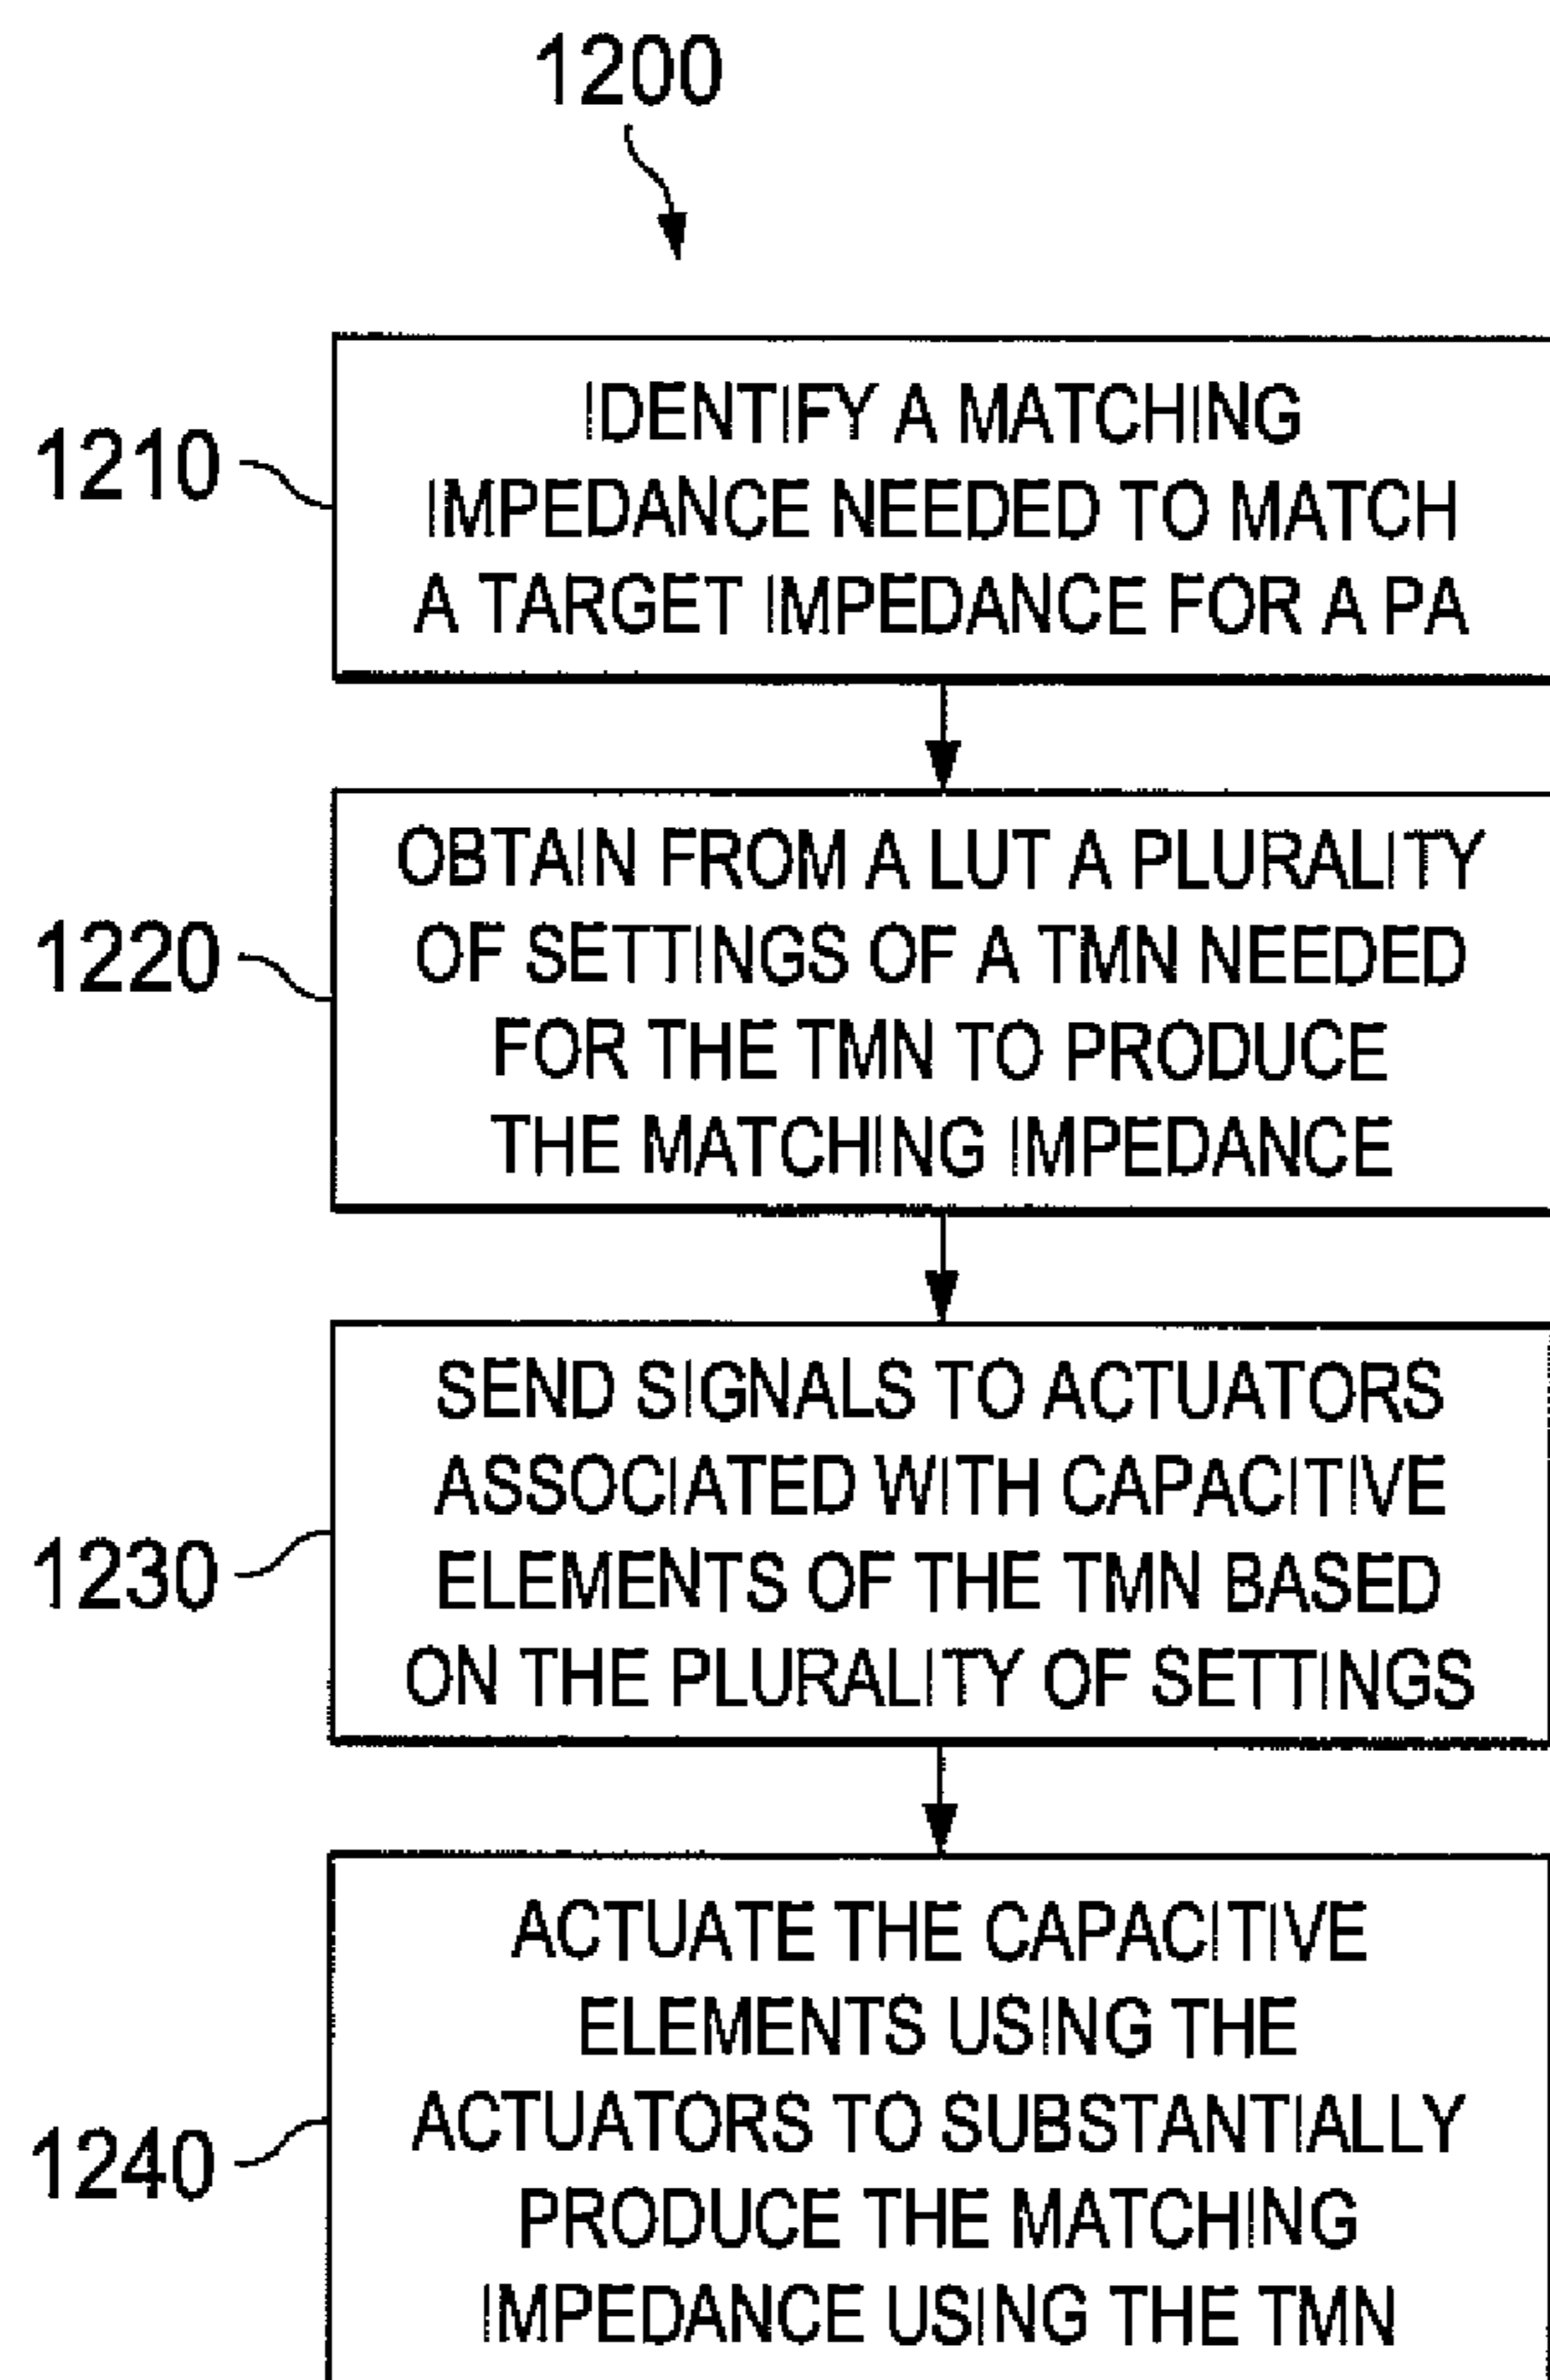 1200
1210
IDENTIFY A MATCHING
IMPEDANCE NEEDED TO MATCH
A TARGET IMPEDANCE FOR A PA
1220
OBTAIN FROM A LUT A PLURALITY
OF SETTINGS OF A TMN NEEDED
FOR THE TMN TO PRODUCE
THE MATCHING IMPEDANCE
1230
SEND SIGNALS TO ACTUATORS
ASSOCIATED WITH CAPACITIVE
ELEMENTS OF THE TMN BASED
ON THE PLURALITY OF SETTINGS
1240
ACTUATE THE CAPACITIVE
ELEMENTS USING THE
ACTUATORS TO SUBSTANTIALLY
PRODUCE THE MATCHING
IMPEDANCE USING THE TMN